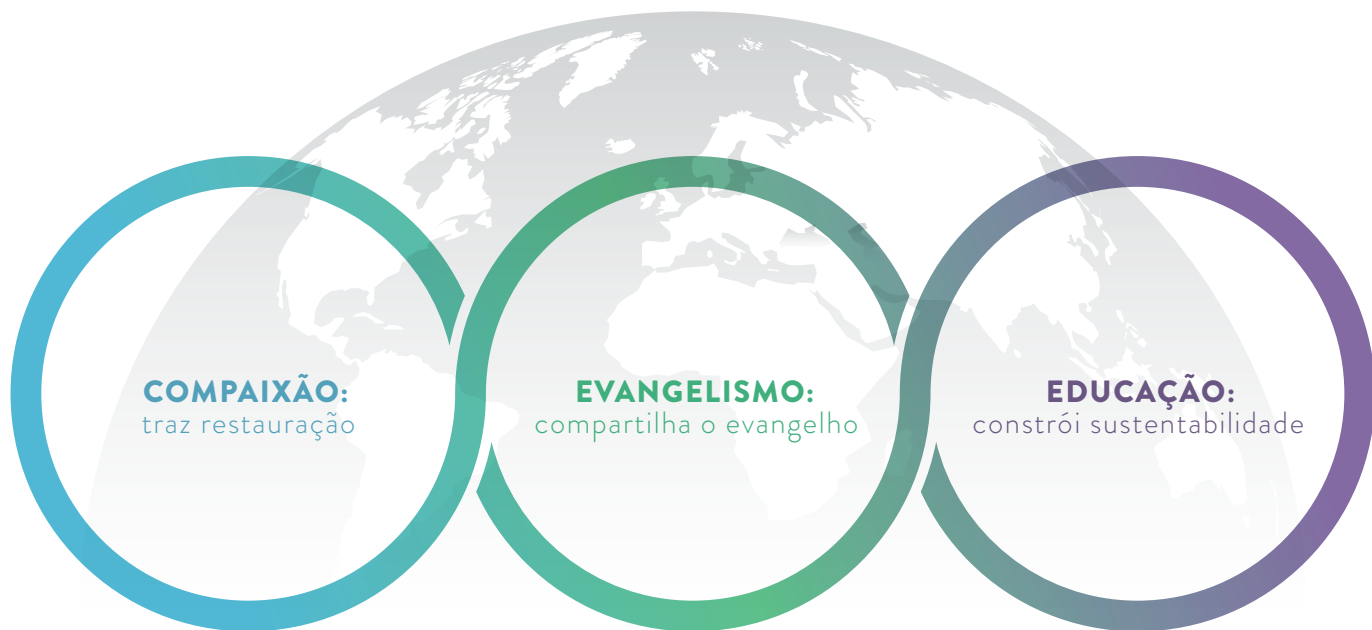 COMPAIXÃO:
traz restauração
EVANGELISMO:
compartilha o evangelho
EDUCAÇÃO:
constrói sustentabilidade